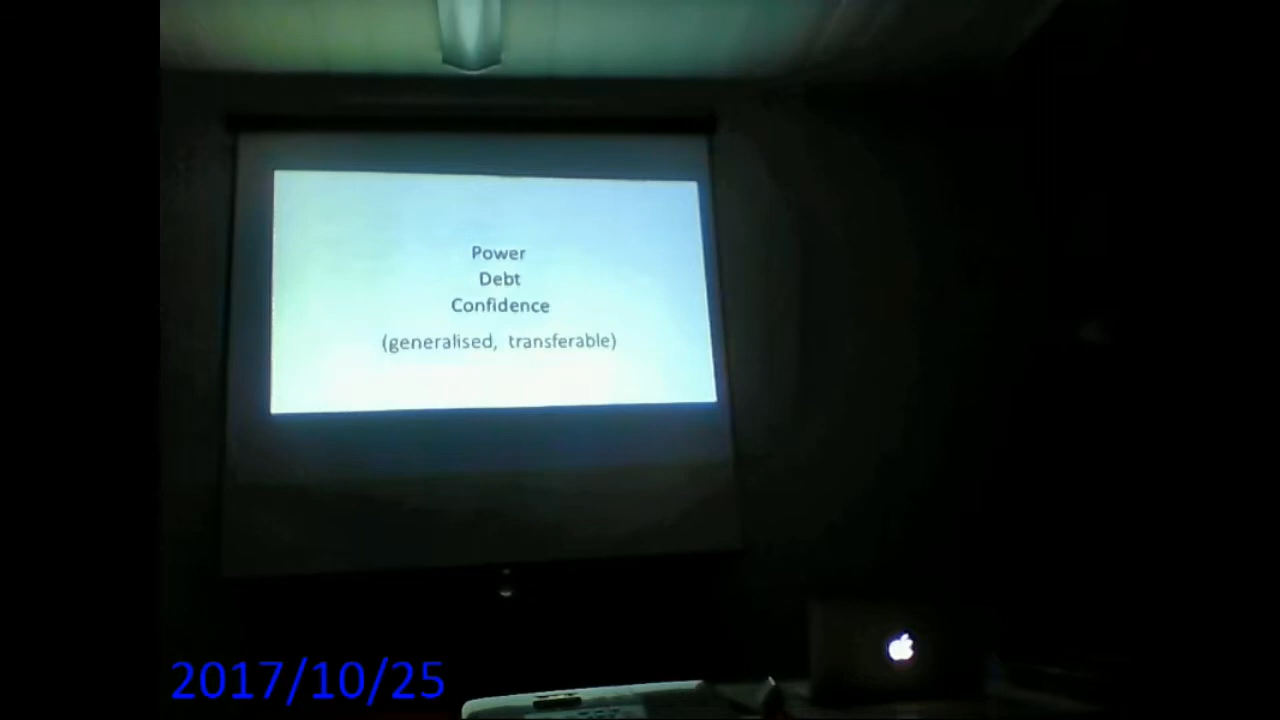 Power
Debt
Confidence
(generalised, transferable)
2017/10/25